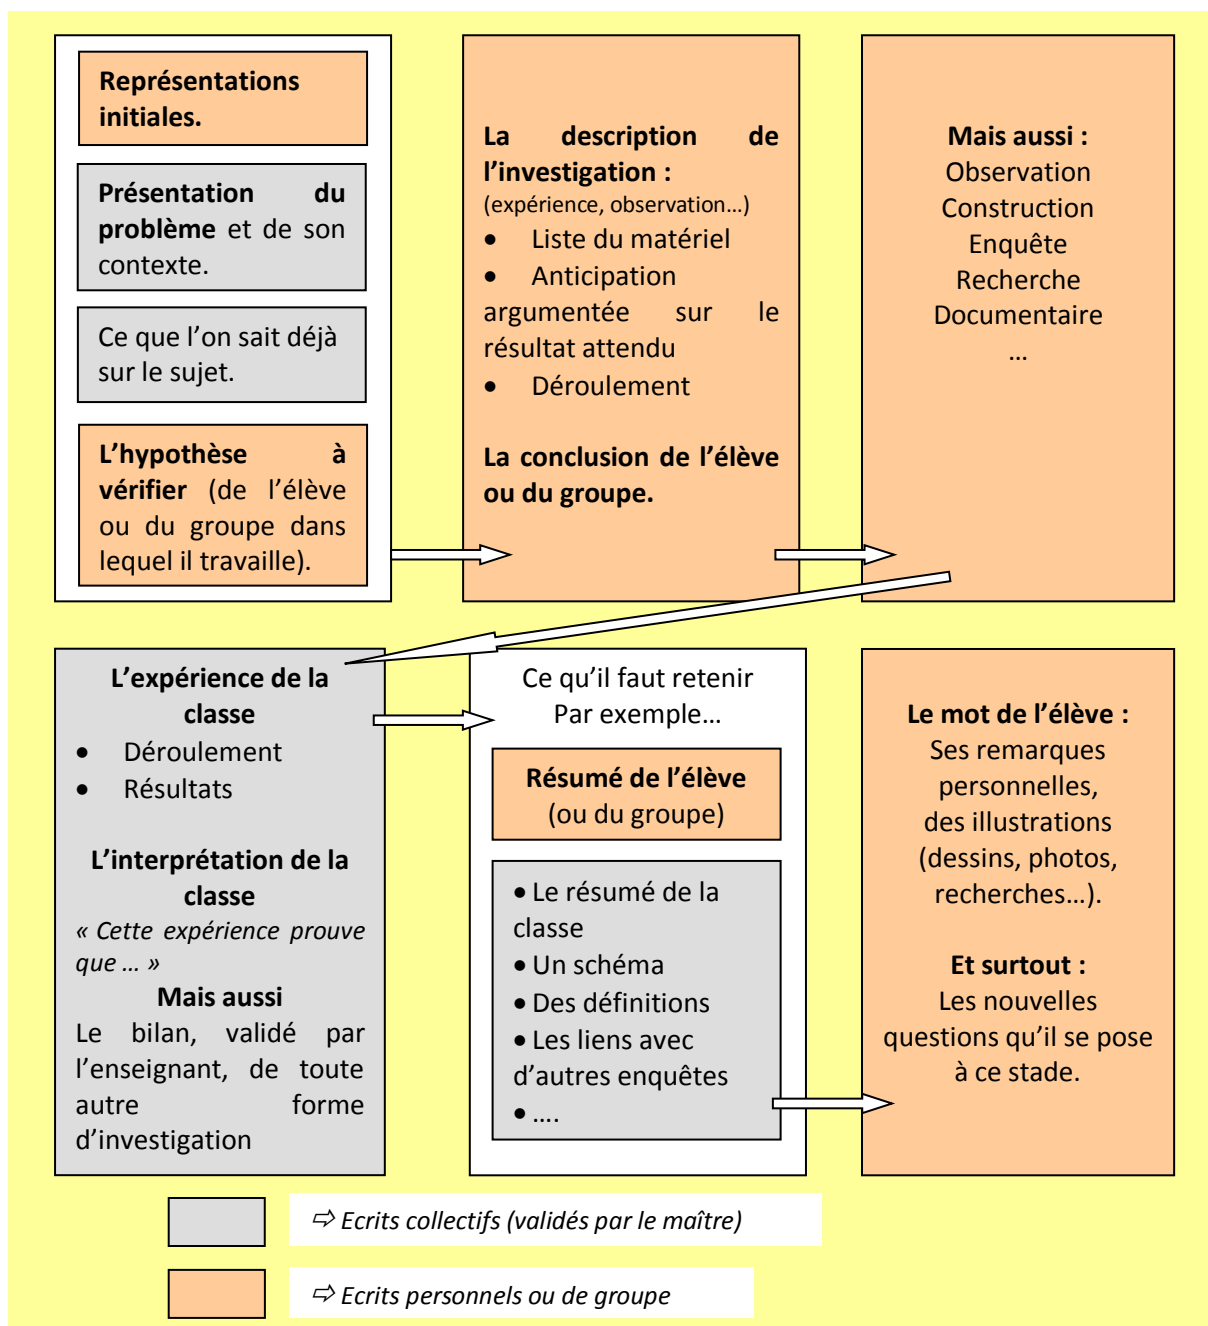 Représentations
initiales.
Présentation du
problème et de son
contexte.
Ce que l’on sait déjà
sur le sujet.
L’hypothèse à
vérifier (de l’élève
ou du groupe dans
lequel il travaille).
La description de
l’investigation :
(expérience, observation…)
• Liste du matériel
• Anticipation
argumentée sur le
résultat attendu
• Déroulement
La conclusion de l’élève
ou du groupe.
Mais aussi :
Observation
Construction
Enquête
Recherche
Documentaire
…
L’expérience de la
classe
• Déroulement
• Résultats
L’interprétation de la
classe
« Cette expérience prouve
que … »
Mais aussi
Le bilan, validé par
l’enseignant, de toute
autre forme
d’investigation
Ce qu’il faut retenir
Par exemple…
Résumé de l’élève
(ou du groupe)
• Le résumé de la
classe
• Un schéma
• Des définitions
• Les liens avec
d’autres enquêtes
• ….
Le mot de l’élève :
Ses remarques
personnelles,
des illustrations
(dessins, photos,
recherches…).
Et surtout :
Les nouvelles
questions qu’il se pose
à ce stade.
⇨ Ecrits collectifs (validés par le maître)
⇨ Ecrits personnels ou de groupe